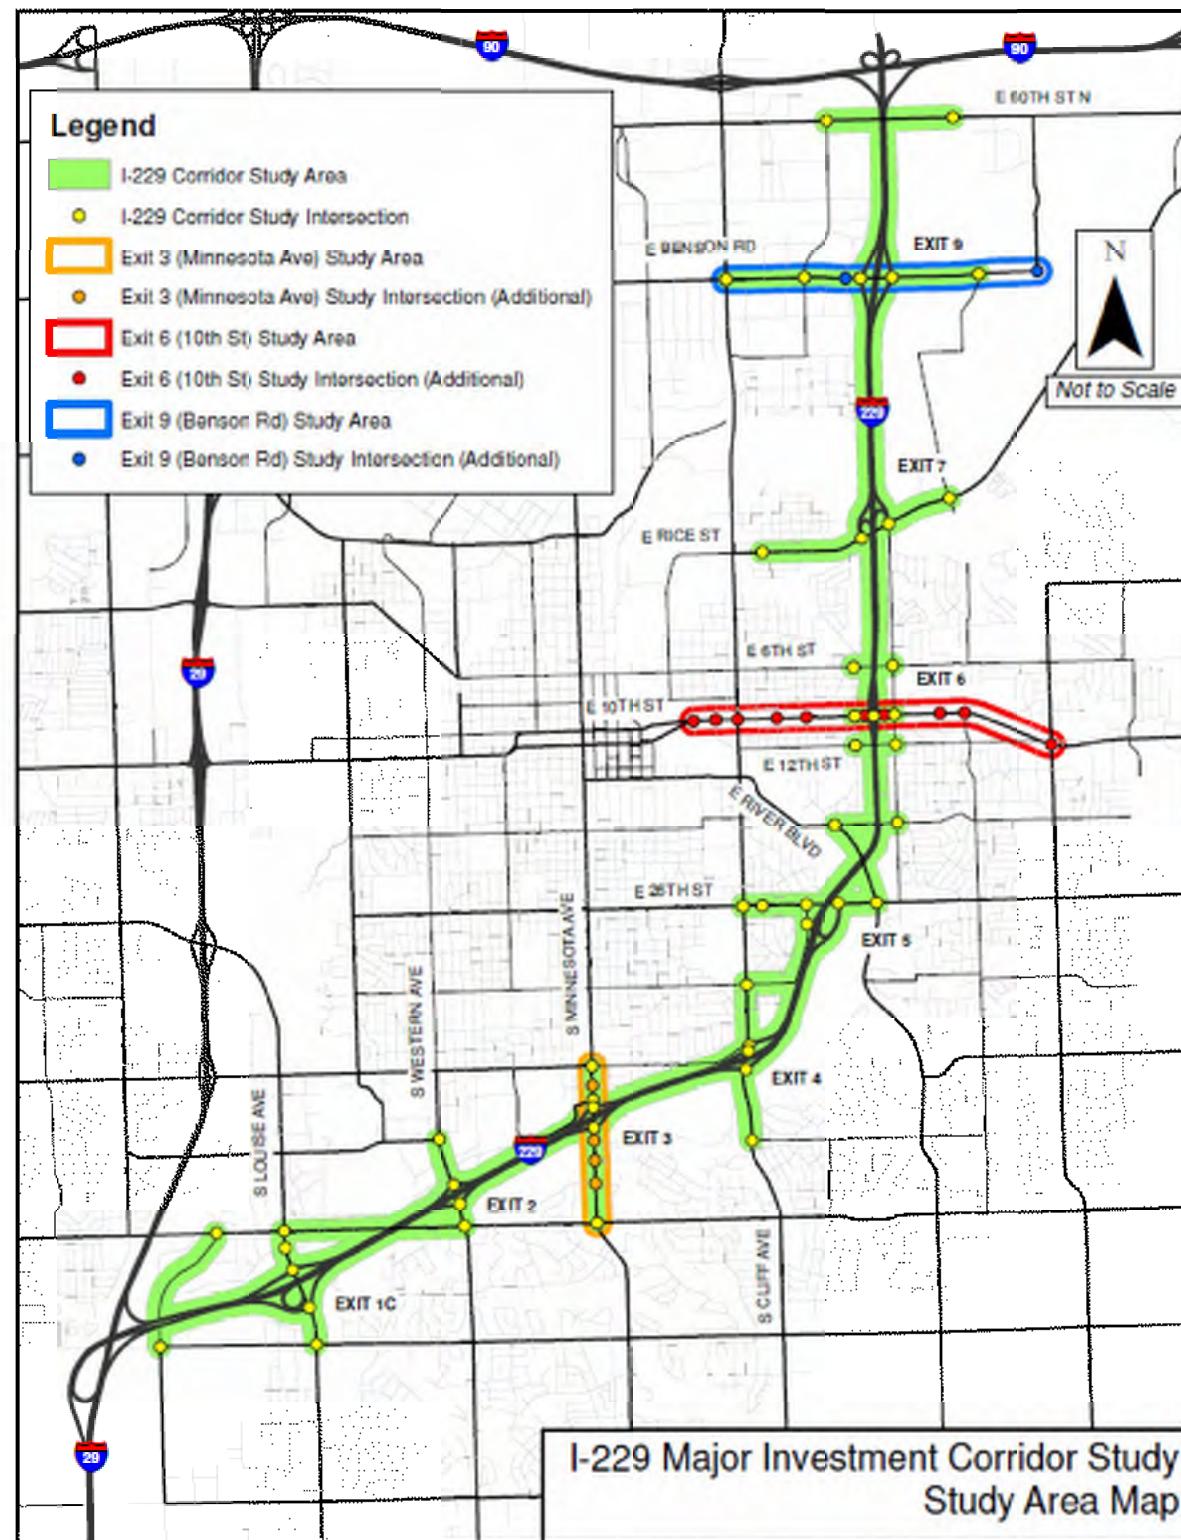 90
90
E 60TH ST N
Legend
I-229 Corridor Study Area
I-229 Corridor Study Intersection
Exit 3 (Minnesota Ave) Study Area
Exit 3 (Minnesota Ave) Study Intersection (Additional)
Exit 6 (10th St) Study Area
Exit 6 (10th St) Study Intersection (Additional)
Exit 9 (Benson Rd) Study Area
Exit 9 (Benson Rd) Study Intersection (Additional)
E BENSON RD
EXIT 9
N
Not to Scale
229
EXIT 7
E RICE ST
E 6TH ST
29
EXIT 6
E 10TH ST
E 12TH ST
E RIVER BLVD
E 26TH ST
S MINNESOTA AVE
EXIT 5
S WESTERN AVE
EXIT 4
S LOUISE AVE
EXIT 3
229
EXIT 2
S CLIFF AVE
EXIT 1C
29
I-229 Major Investment Corridor Study
Study Area Map